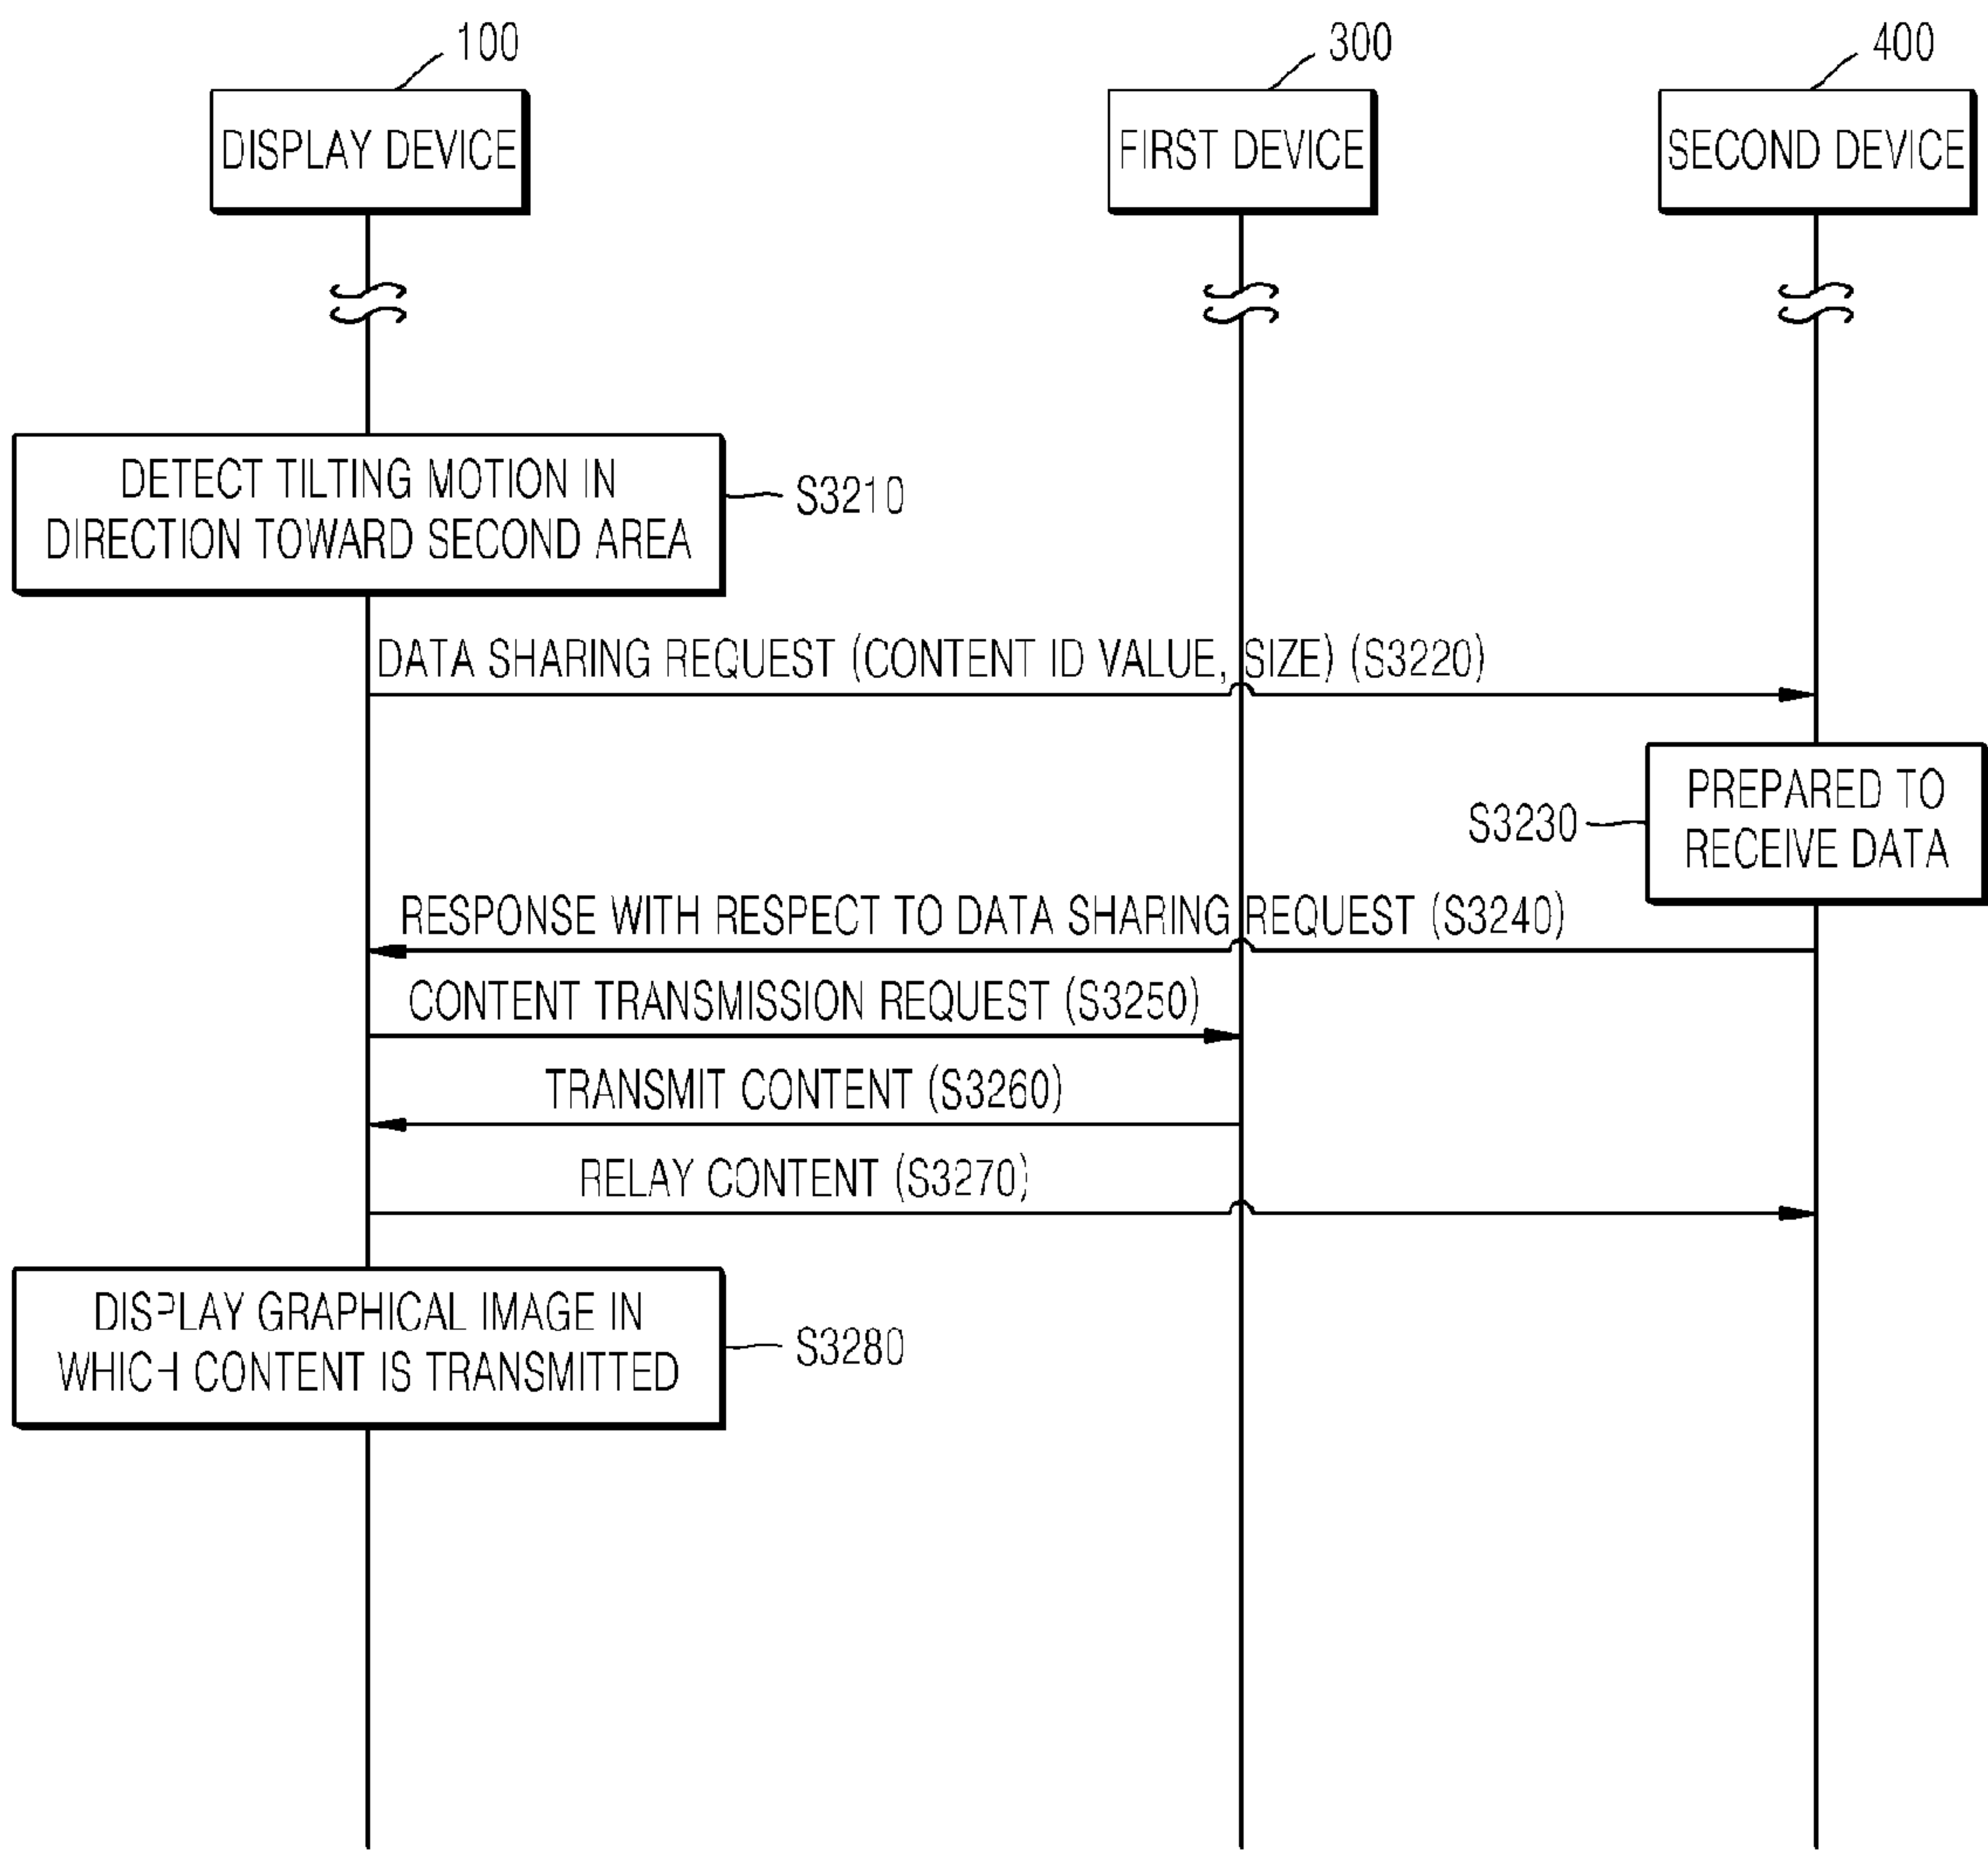 100
300
400
DISPLAY DEVICE
FIRST DEVICE
SECOND DEVICE
DETECT TILTING MOTION IN
DIRECTION TOWARD SECOND AREA
S3210
DATA SHARING REQUEST (CONTENT ID VALUE, SIZE) (S3220)
PREPARED TO
RECEIVE DATA
S3230
RESPONSE WITH RESPECT TO DATA SHARING REQUEST (S3240)
CONTENT TRANSMISSION REQUEST (S3250)
TRANSMIT CONTENT (S3260)
RELAY CONTENT (S3270)
DISPLAY GRAPHICAL IMAGE IN
WHICH CONTENT IS TRANSMITTED
S3280